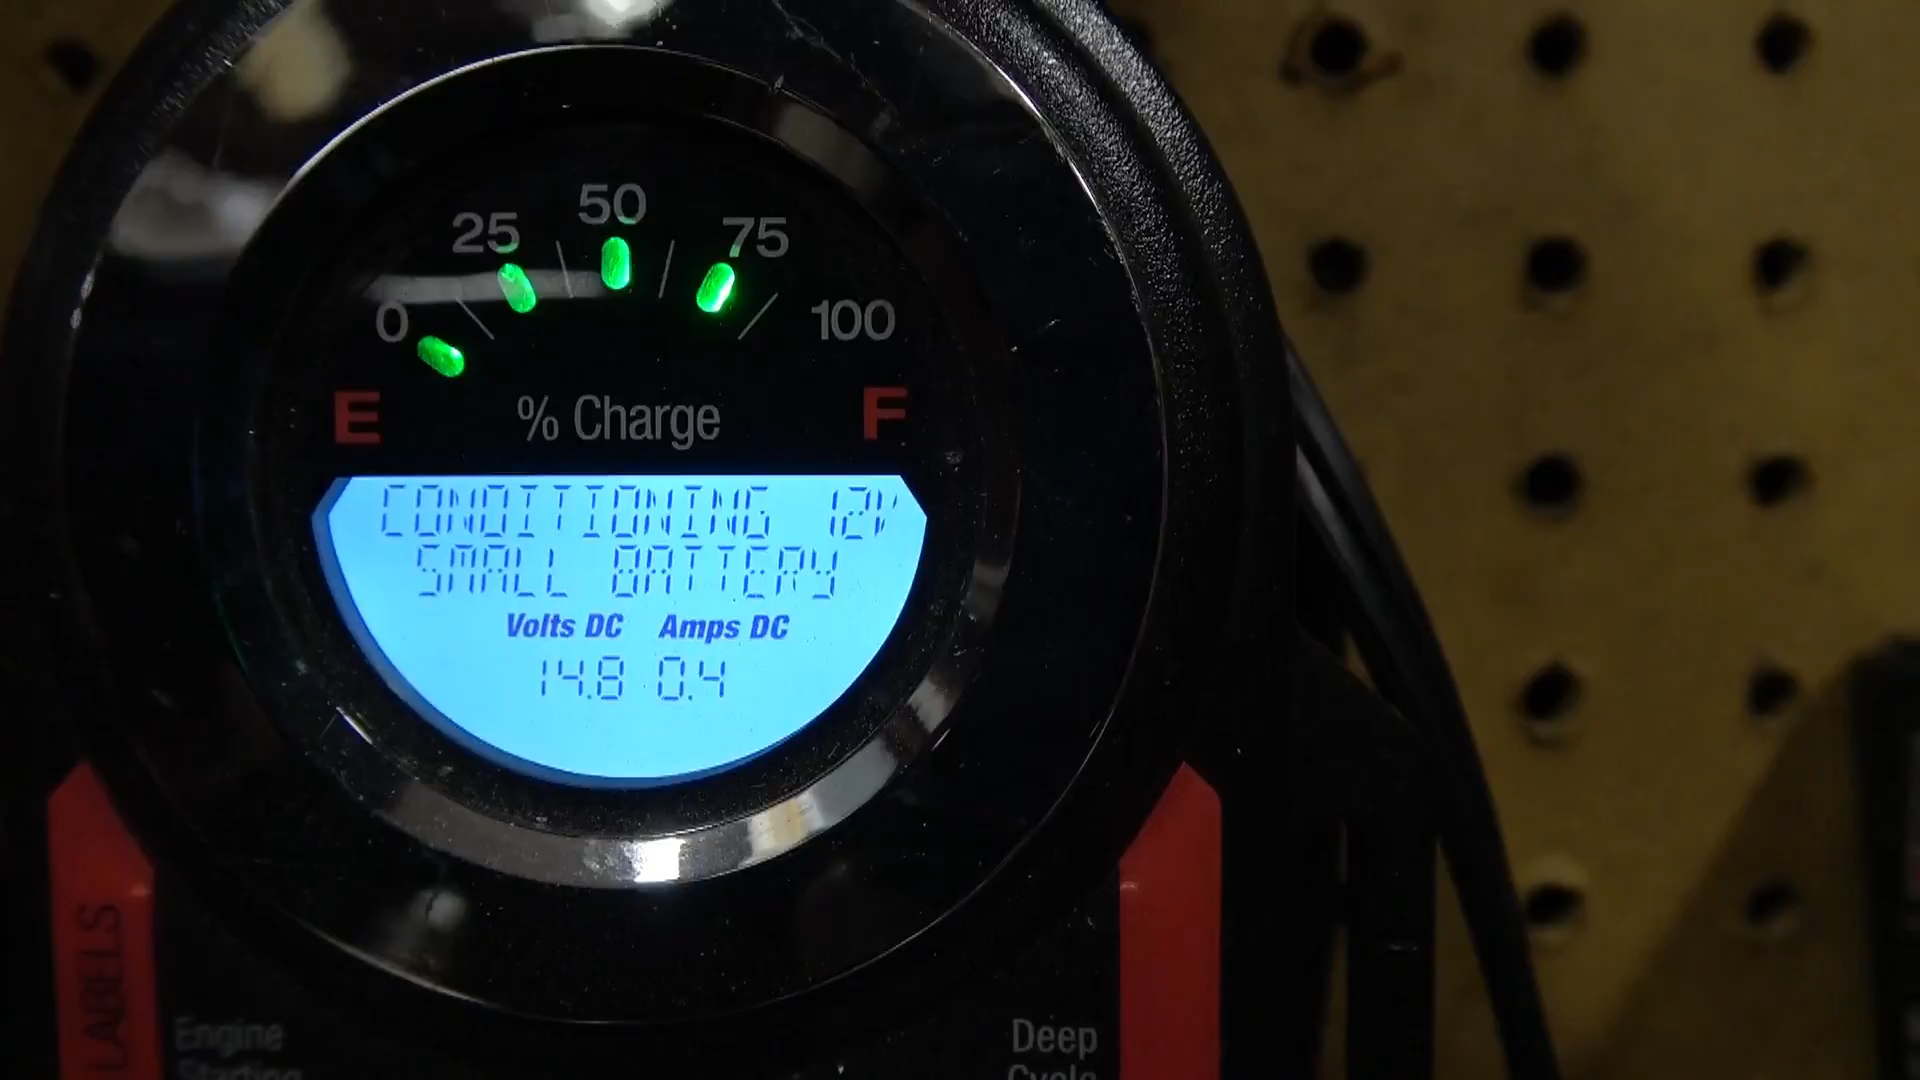 50
25 75
0 100
E % Charge F
CONDITIONING 12V
SMALL BATTERY
Volts DC Amps DC
14.8 0.4
LABELS
Engine Deep
Starting Cycle